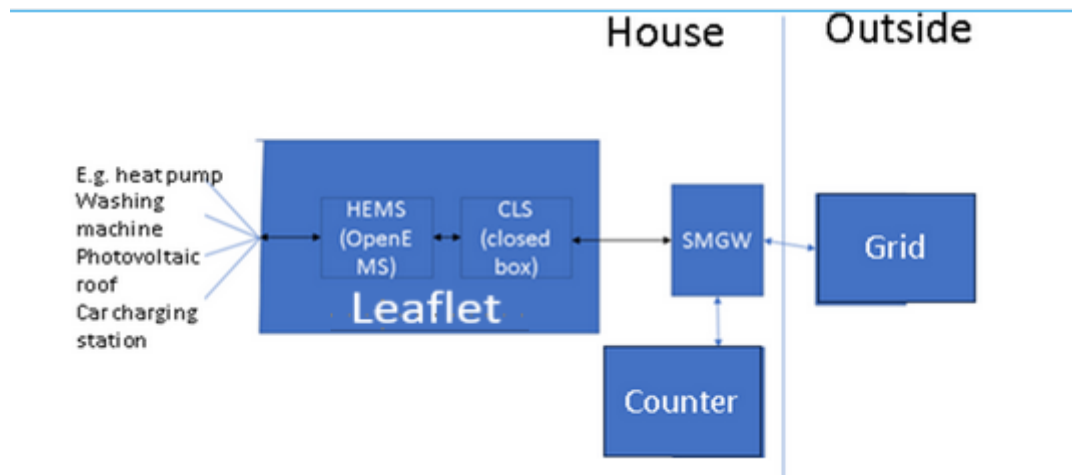 House
Outside
E.g. heat pump
Washing
machine
Photovoltaic
roof
Car charging
station
HEMS
(OpenE
MS)
CLS
(closed
box)
Leaflet
SMGW
Grid
Counter